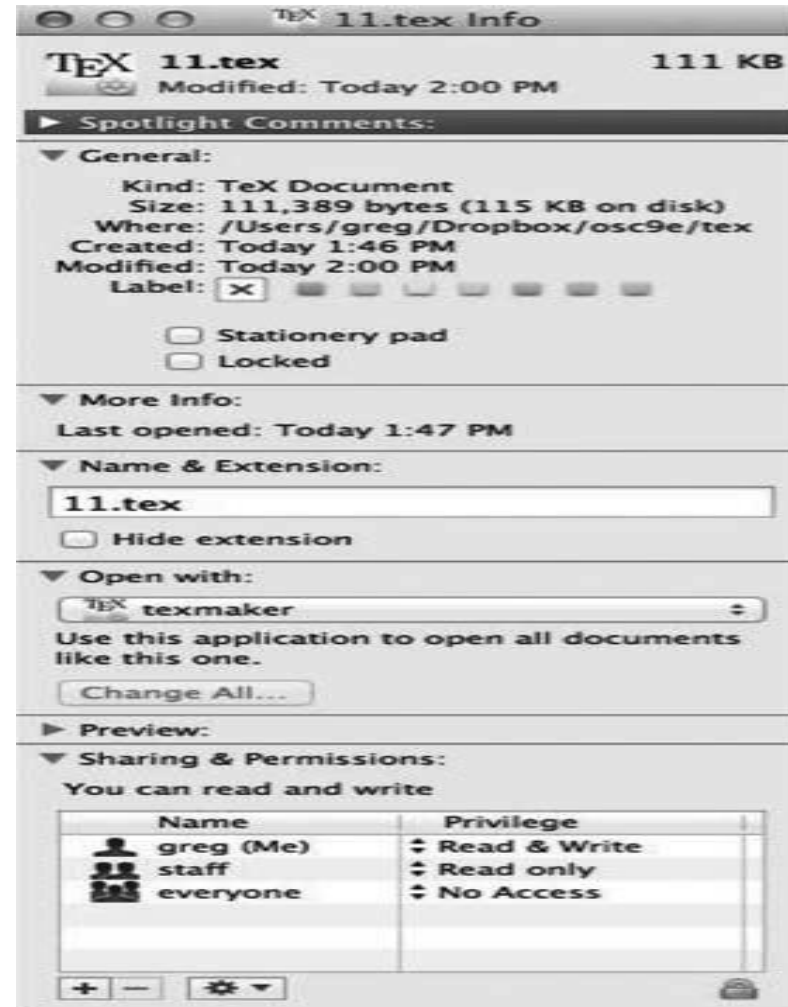 TEX 11.tex Info
TEX 11.tex 111 KB
Modified: Today 2:00 PM
Spotlight Comments:
General:
Kind: TeX Document
Size: 111,389 bytes (115 KB on disk)
Where: /Users/greg/Dropbox/osc9e/tex
Created: Today 1:46 PM
Modified: Today 2:00 PM
Label: ×
Stationery pad
Locked
More Info:
Last opened: Today 1:47 PM
Name & Extension:
11.tex
Hide extension
Open with:
TEX texmaker
Use this application to open all documents
like this one.
Change All...
Preview:
Sharing & Permissions:
You can read and write
Name Privilege
greg (Me) Read & Write
staff Read only
everyone No Access
+ −